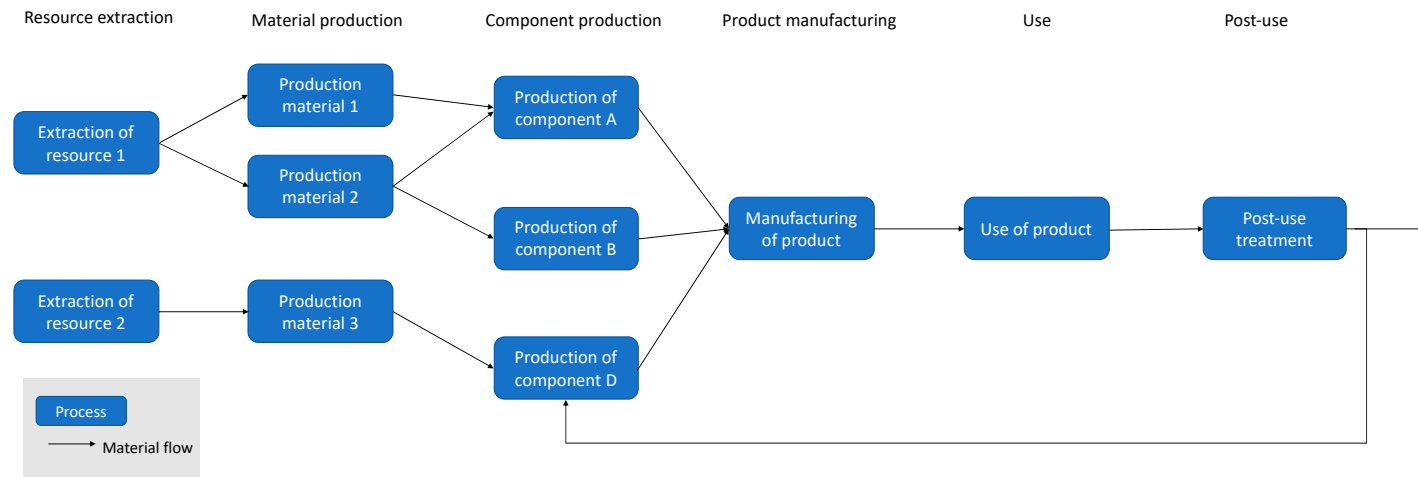 Resource extraction
Material production
Component production
Product manufacturing
Use
Post-use
Extraction of
resource 1
Production
material 1
Production
material 2
Production of
component A
Production of
component B
Manufacturing
of product
Use of product
Post-use
treatment
Extraction of
resource 2
Production
material 3
Production of
component D
Process
Material flow